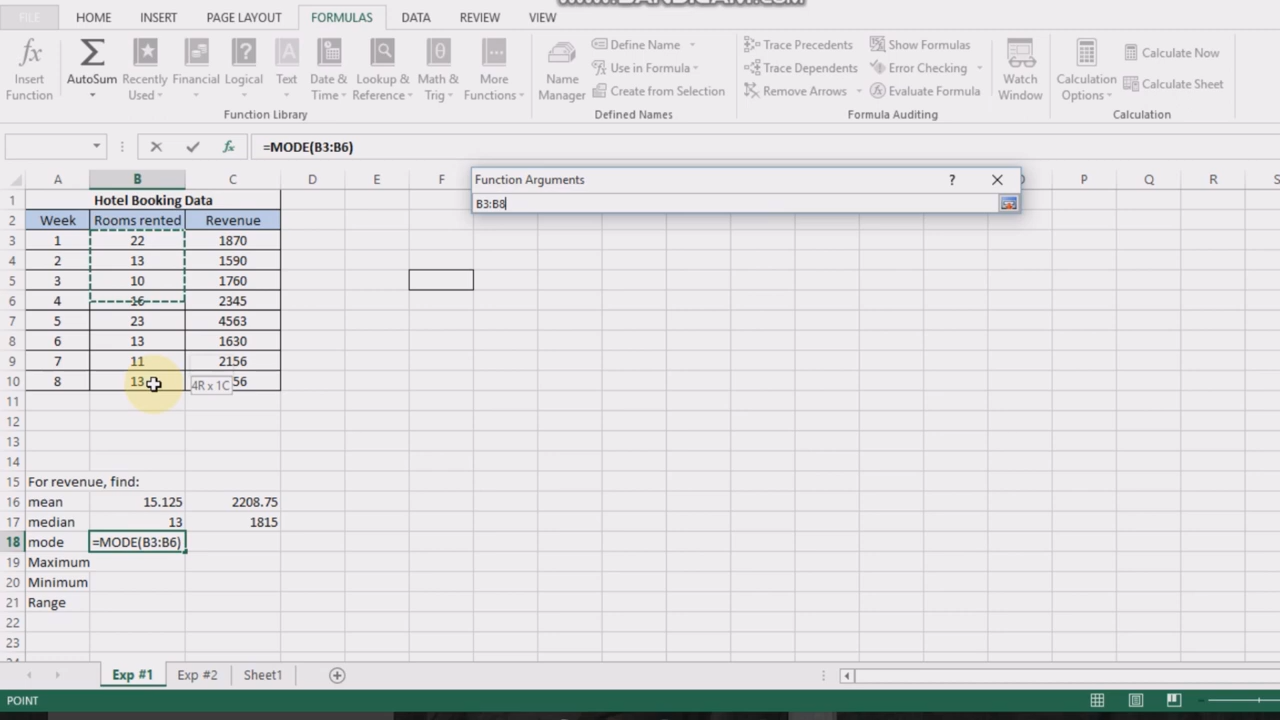 www.BANDICAM.com
FILE HOME INSERT PAGE LAYOUT FORMULAS DATA REVIEW VIEW
Insert Function
AutoSum
Recently Used
Financial
Logical
Text
Date & Time
Lookup & Reference
Math & Trig
More Functions
Function Library
Name Manager
Define Name
Use in Formula
Create from Selection
Defined Names
Trace Precedents
Trace Dependents
Remove Arrows
Show Formulas
Error Checking
Evaluate Formula
Formula Auditing
Watch Window
Calculation Options
Calculate Now
Calculate Sheet
Calculation
fx =MODE(B3:B6)
Function Arguments ?
B3:B8
A B C D E F O P Q R S
1 Hotel Booking Data
2 Week Rooms rented Revenue
3 1 22 1870
4 2 13 1590
5 3 10 1760
6 4 16 2345
7 5 23 4563
8 6 13 1630
9 7 11 2156
10 8 13 4R x 1C 56
11
12
13
14
15 For revenue, find:
16 mean 15.125 2208.75
17 median 13 1815
18 mode =MODE(B3:B6)
19 Maximum
20 Minimum
21 Range
22
23
Exp #1 Exp #2 Sheet1
POINT